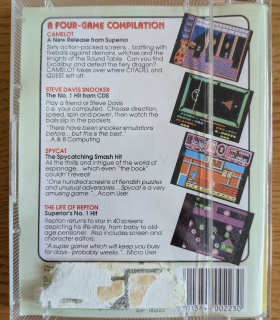 A FOUR-GAME COMPILATION
CAMELOT
A New Release from Superior
Sixty action-packed screens... battling with
fireballs against demons, witches and the
Knights of the Round Table. Can you find
Excalibur and defeat the fiery dragon?
CAMELOT takes over where CITADEL and
QUEST left off.
STEVE DAVIS SNOOKER
The No. 1 Hit from CDS
Play a friend or Steve Davis
(i.e. your computer). Choose direction,
speed, spin and power, then watch the
balls slip in the pockets.
"There have been snooker simulations
before... but this is the best."
A & B Computing
SPYCAT
The Spycatching Smash Hit
All the thrills and intrigue of the world of
espionage... which even "the book"
couldn't reveal!
"One hundred screens of fiendish puzzles
and unusual adversaries ...Spycat is a very
amusing game."...Acorn User
THE LIFE OF REPTON
Superior's No. 1 Hit
Repton returns to star in 40 screens
depicting his life story, from baby to old-
age pensioner. Also includes screen and
character editors.
"A super game which will keep you busy
for days - probably weeks"... Micro User
002230